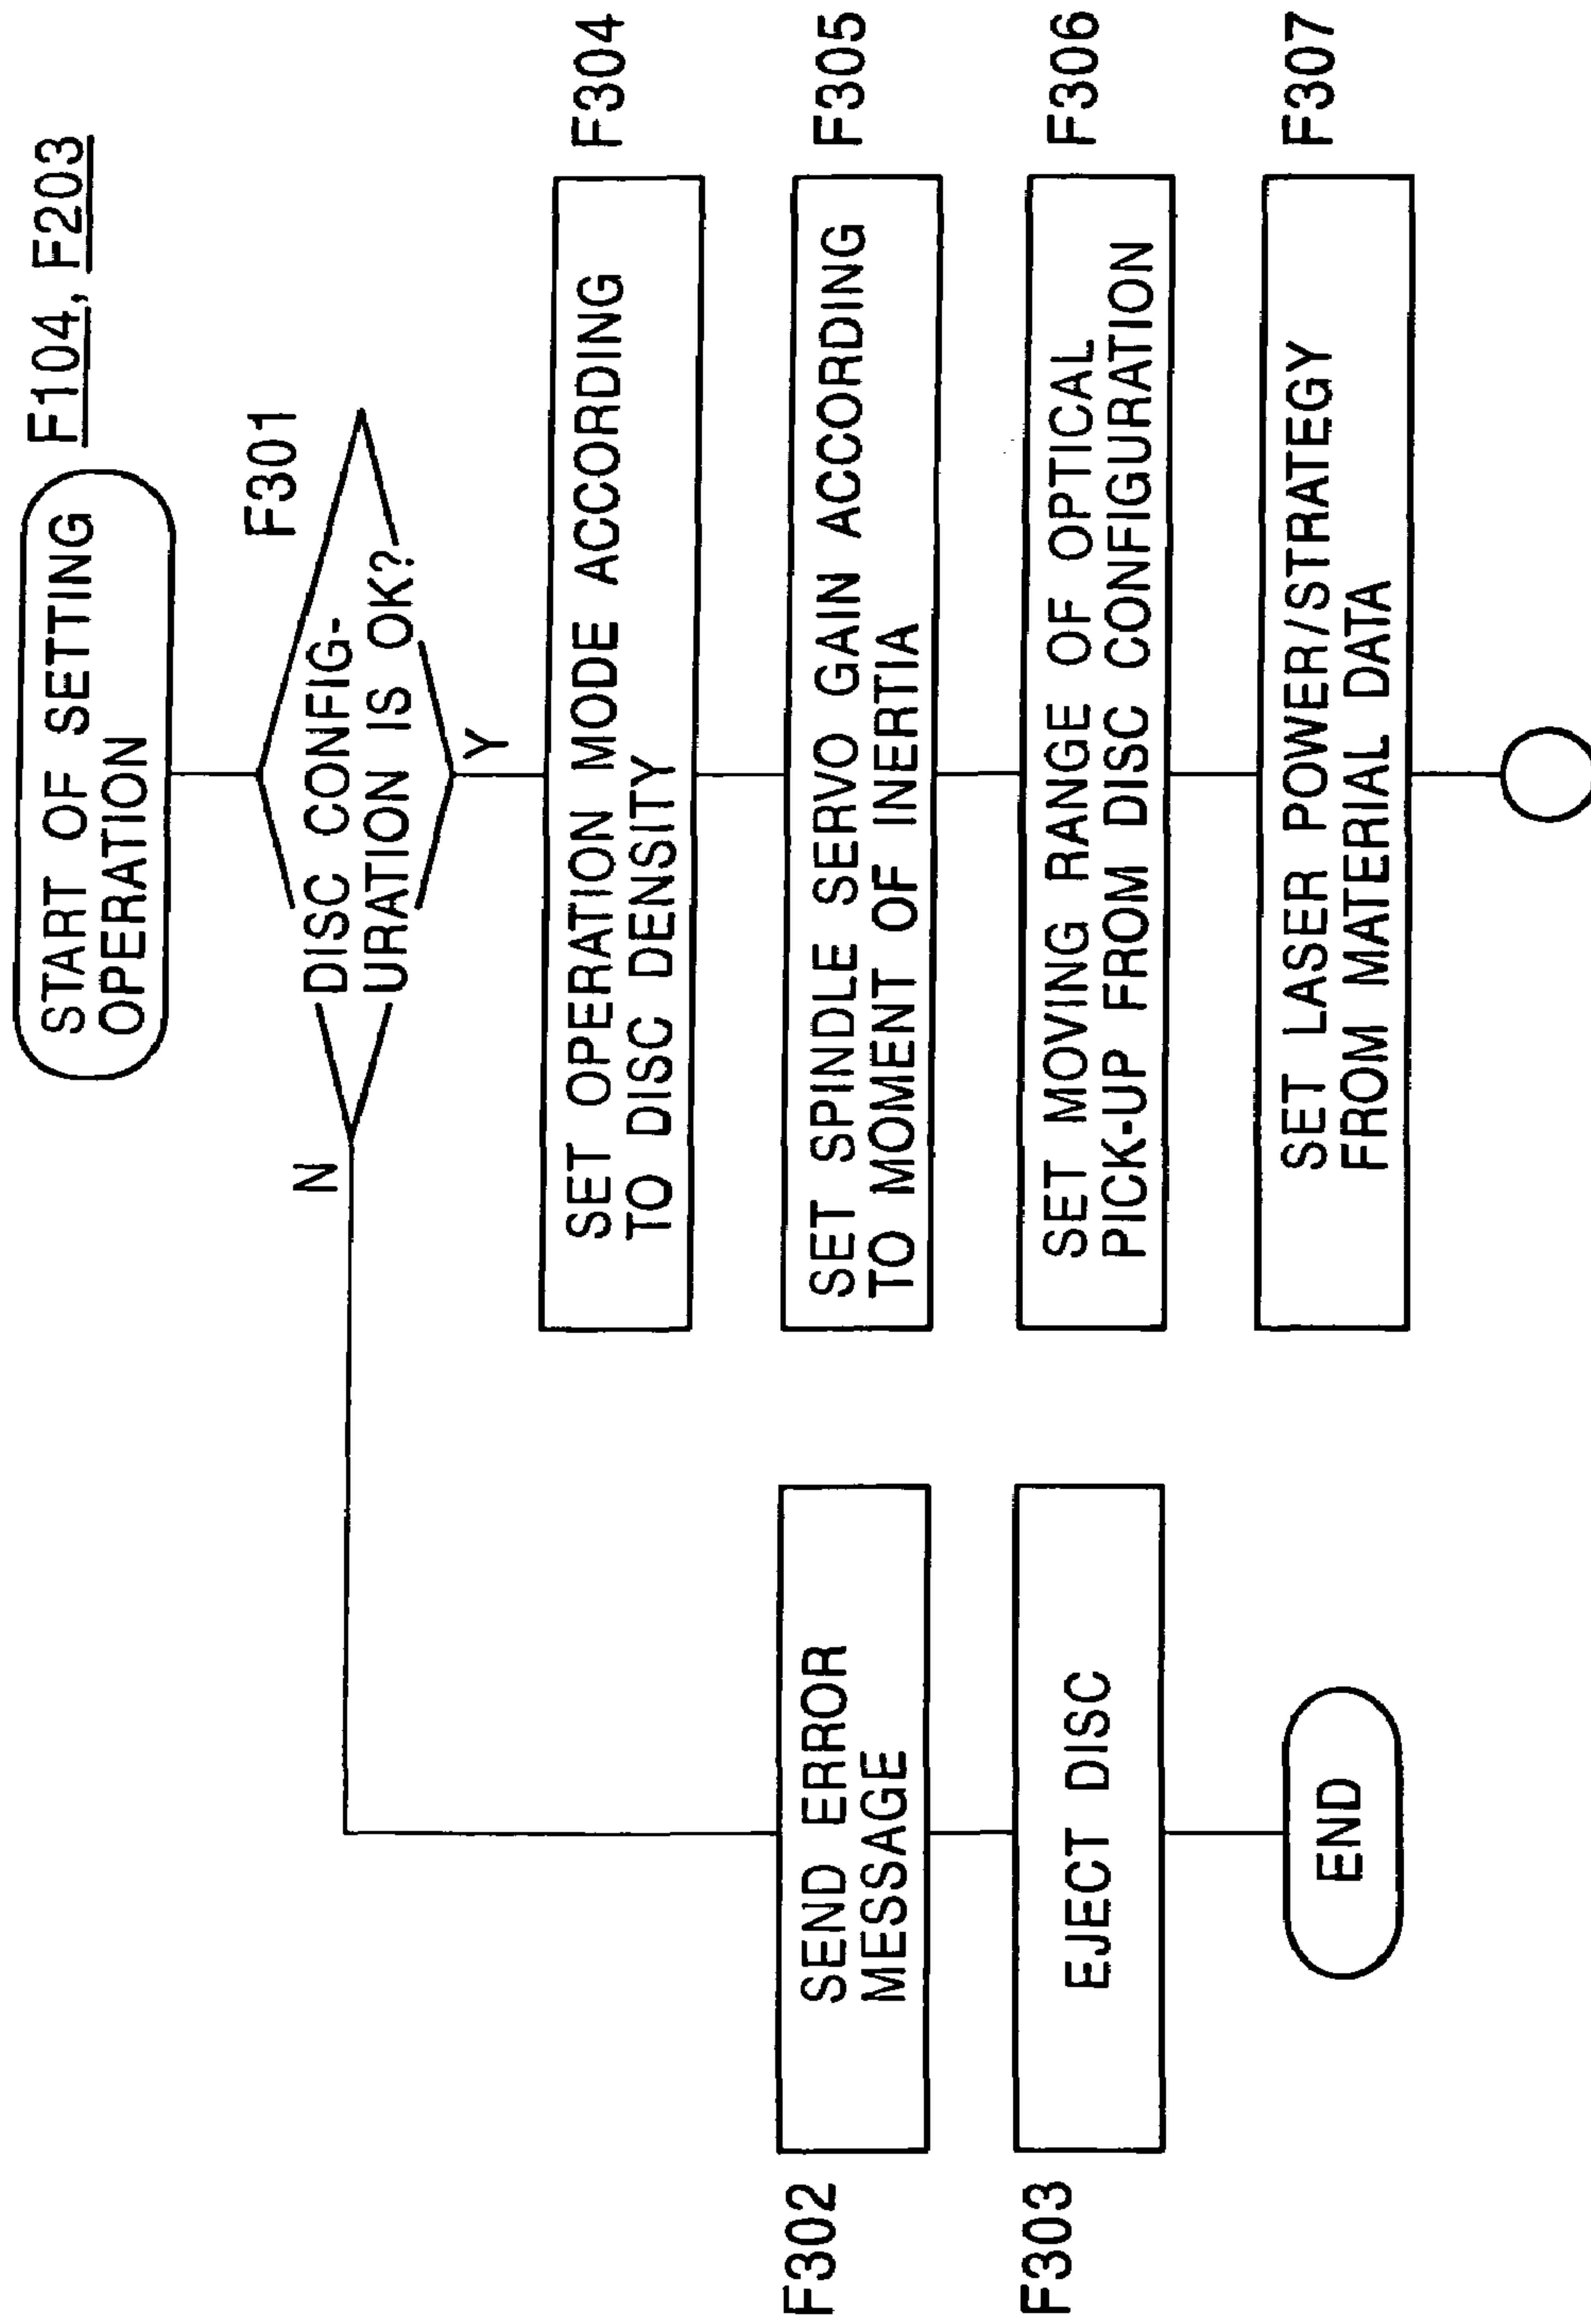 START OF SETTING
OPERATION
F104, F203
F301
DISC CONFIG-
URATION IS OK?
N
Y
SET OPERATION MODE ACCORDING
TO DISC DENSITY
F304
SET SPINDLE SERVO GAIN ACCORDING
TO MOMENT OF INERTIA
F305
SET MOVING RANGE OF OPTICAL
PICK-UP FROM DISC CONFIGURATION
F306
SET LASER POWER/STRATEGY
FROM MATERIAL DATA
F307
F302
SEND ERROR
MESSAGE
F303
EJECT DISC
END